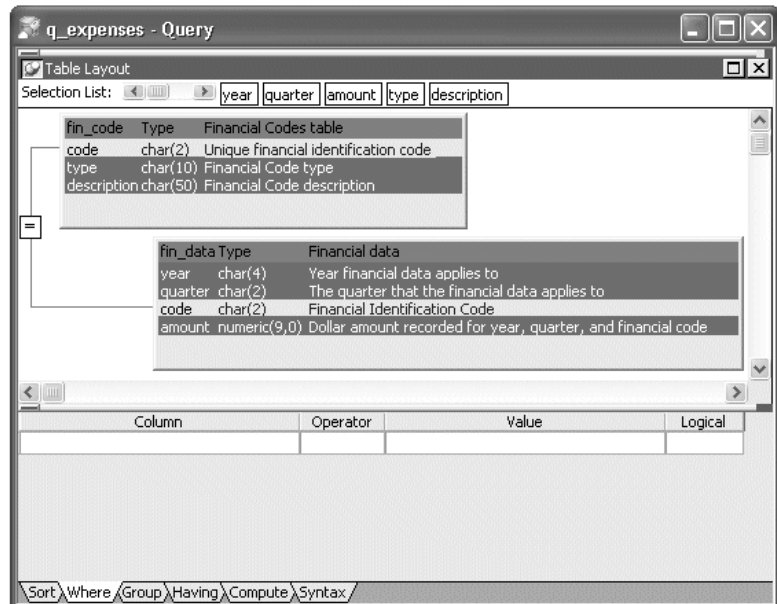 q_expenses - Query
Table Layout
Selection List: year quarter amount type description
fin_code Type Financial Codes table
code char(2) Unique financial identification code
type char(10) Financial Code type
description char(50) Financial Code description
=
fin_data Type Financial data
year char(4) Year financial data applies to
quarter char(2) The quarter that the financial data applies to
code char(2) Financial Identification Code
amount numeric(9,0) Dollar amount recorded for year, quarter, and financial code
Column Operator Value Logical
Sort Where Group Having Compute Syntax